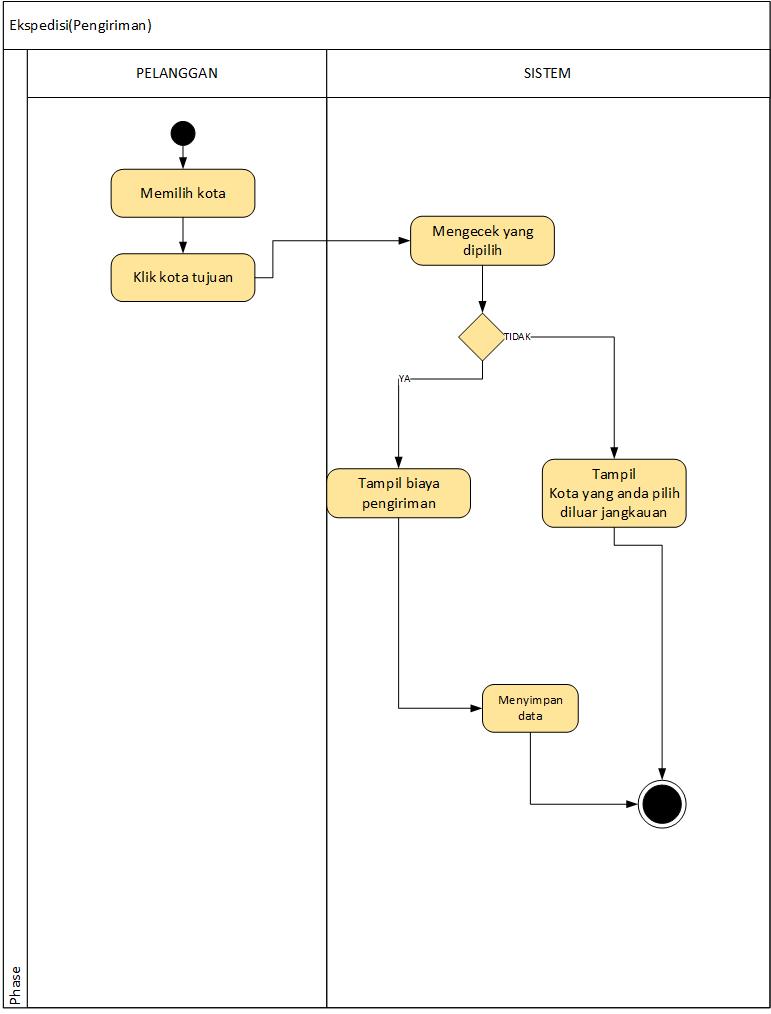 Ekspedisi(Pengiriman)
PELANGGAN
SISTEM
Memilih kota
Klik kota tujuan
Mengecek yang
dipilih
TIDAK
YA
Tampil biaya
pengiriman
Tampil
Kota yang anda pilih
diluar jangkauan
Menyimpan
data
Phase